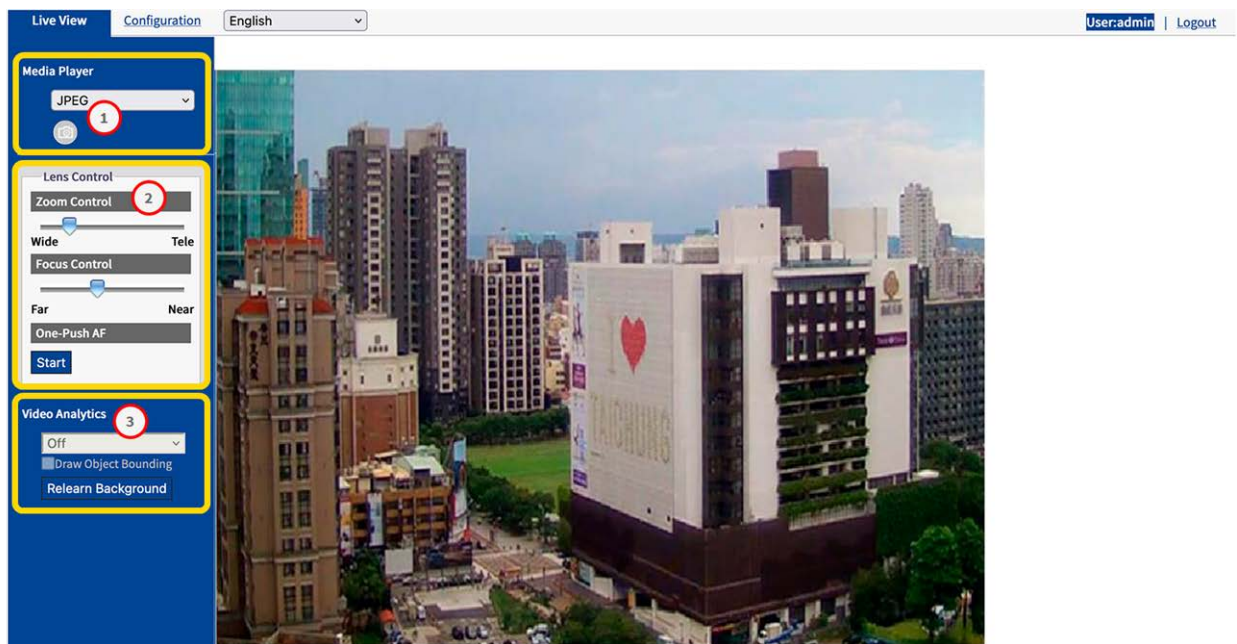 Live View Configuration English User:admin | Logout
Media Player
JPEG
1
Lens Control
Zoom Control 2
Wide Tele
Focus Control
Far Near
One-Push AF
Start
Video Analytics
3
Off
Draw Object Bounding
Relearn Background
I
TAICHUNG